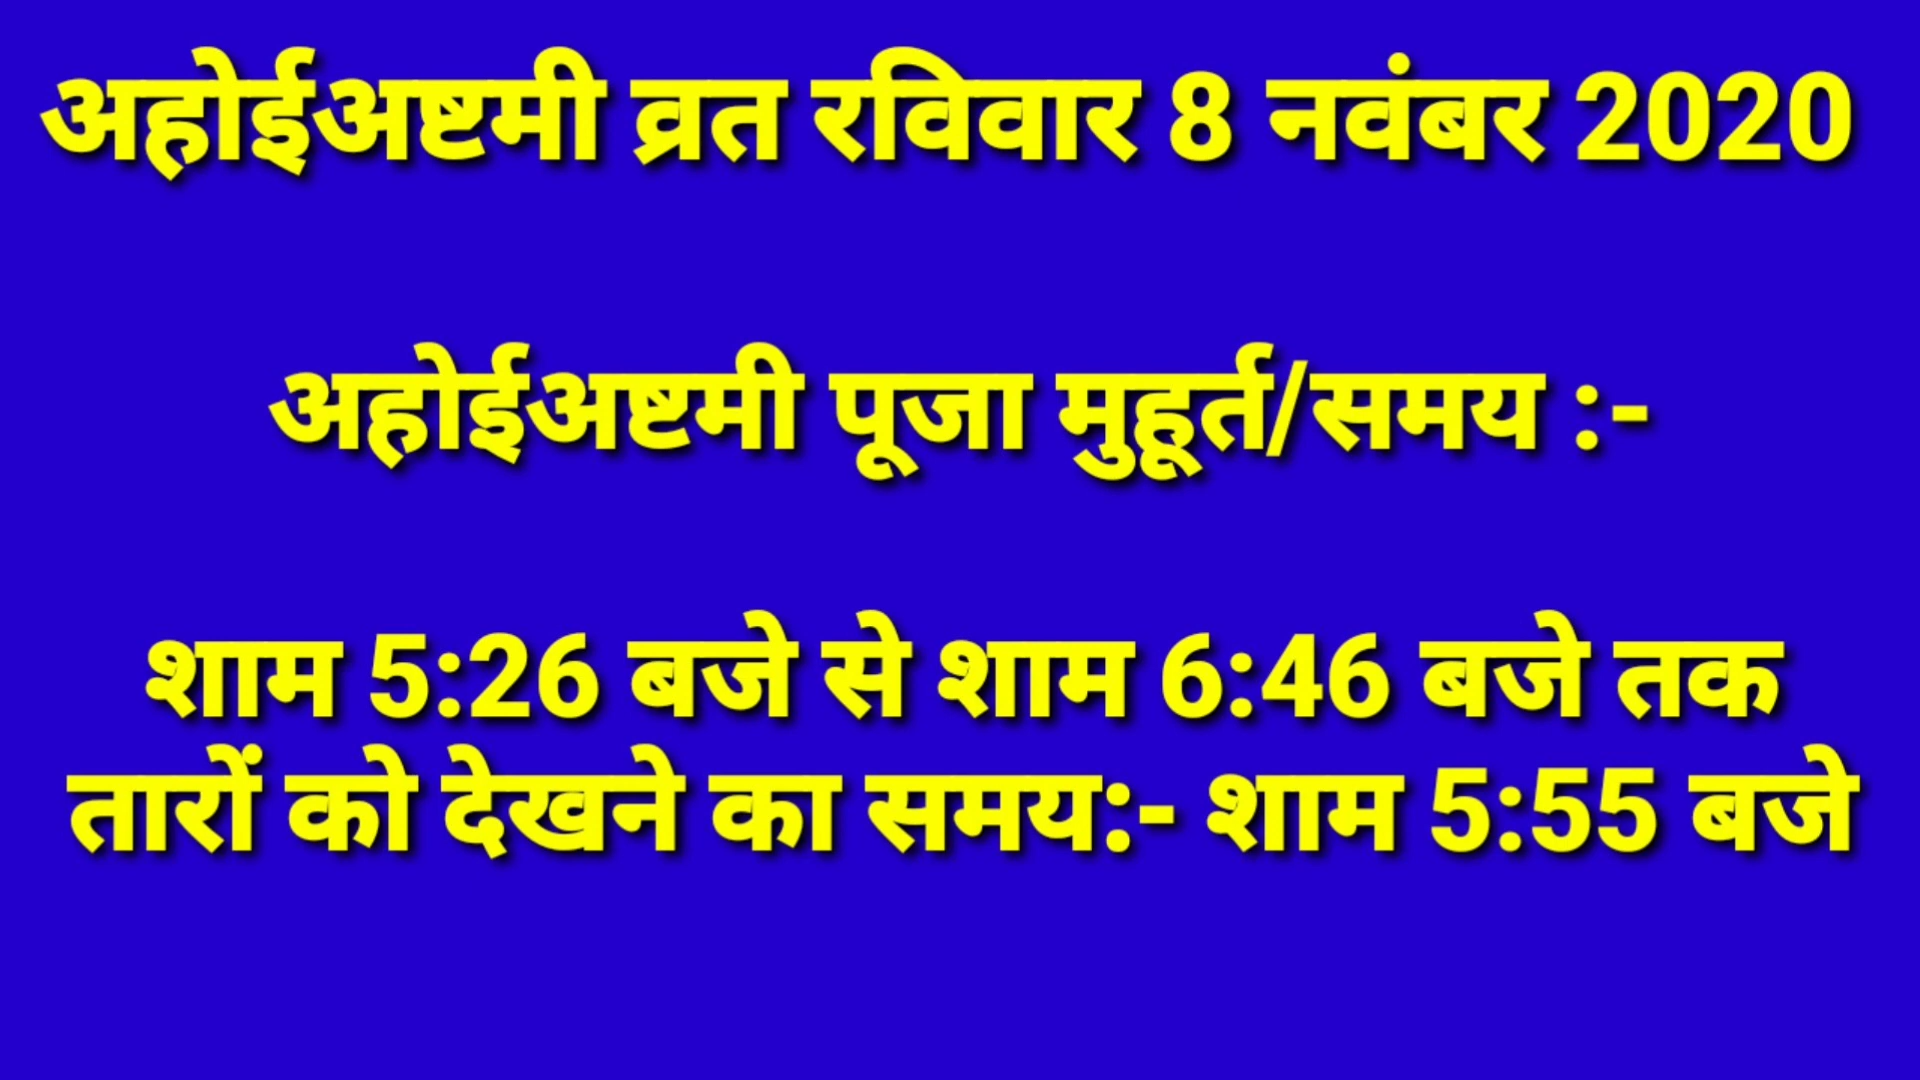 अहोईअष्टमी व्रत रविवार 8 नवंबर 2020
अहोईअष्टमी पूजा मुहूर्त/समय :-
शाम 5:26 बजे से शाम 6:46 बजे तक
तारों को देखने का समय:- शाम 5:55 बजे